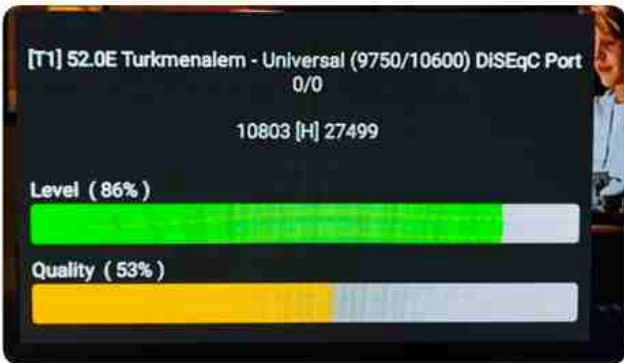 [T1] 52.0E Turkmenalem - Universal (9750/10600) DiSEqC Port
0/0
10803 [H] 27499
Level ( 86% )
Quality ( 53% )